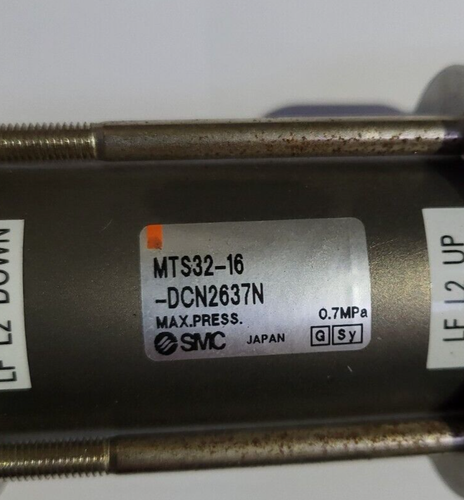 MTS32-16
-DCN2637N
MAX.PRESS. 0.7MPa
SMC JAPAN G Sy
LF L2 DOWN
LF L2 UP